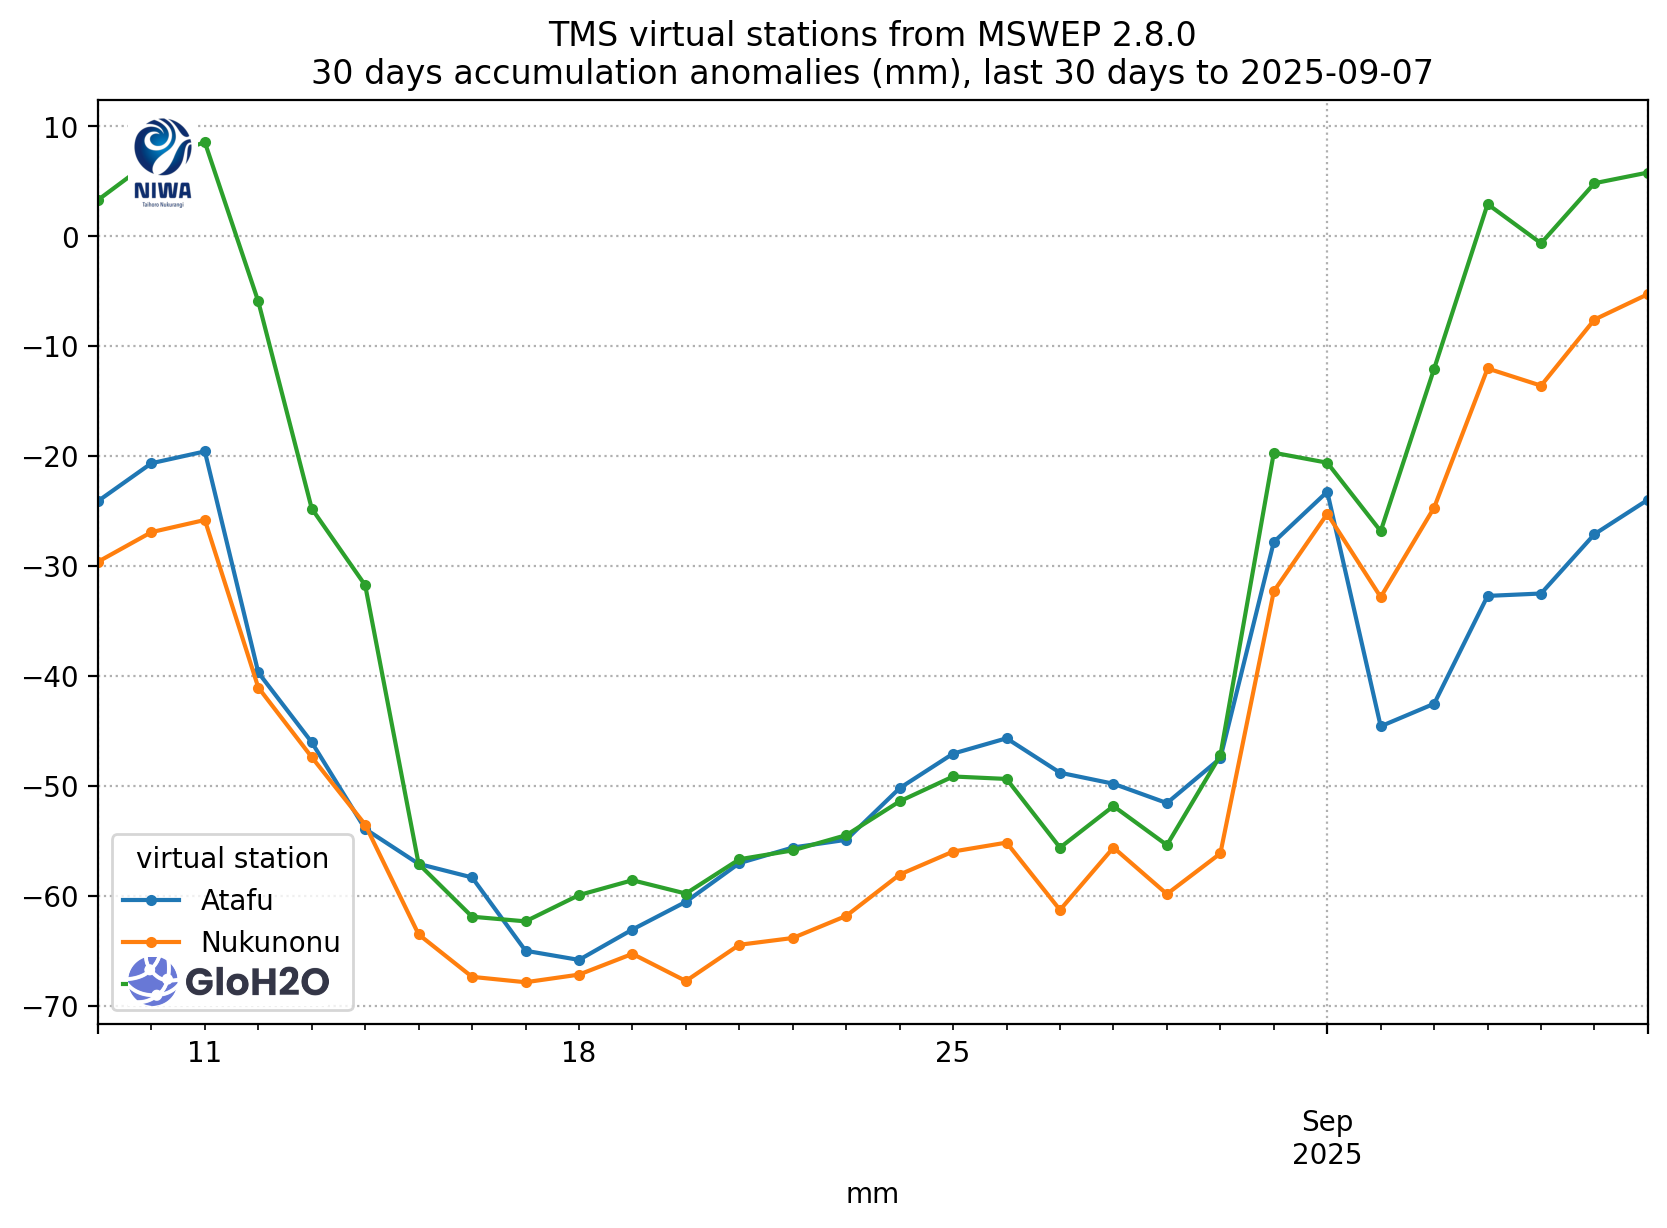 TMS virtual stations from MSWEP 2.8.0
30 days accumulation anomalies (mm), last 30 days to 2025-09-07
10
0
−10
−20
−30
−40
−50
−60
−70
NIWA
Taihoro Nukurangi
virtual station
Atafu
Nukunonu
GloH2O
11
18
25
Sep
2025
mm